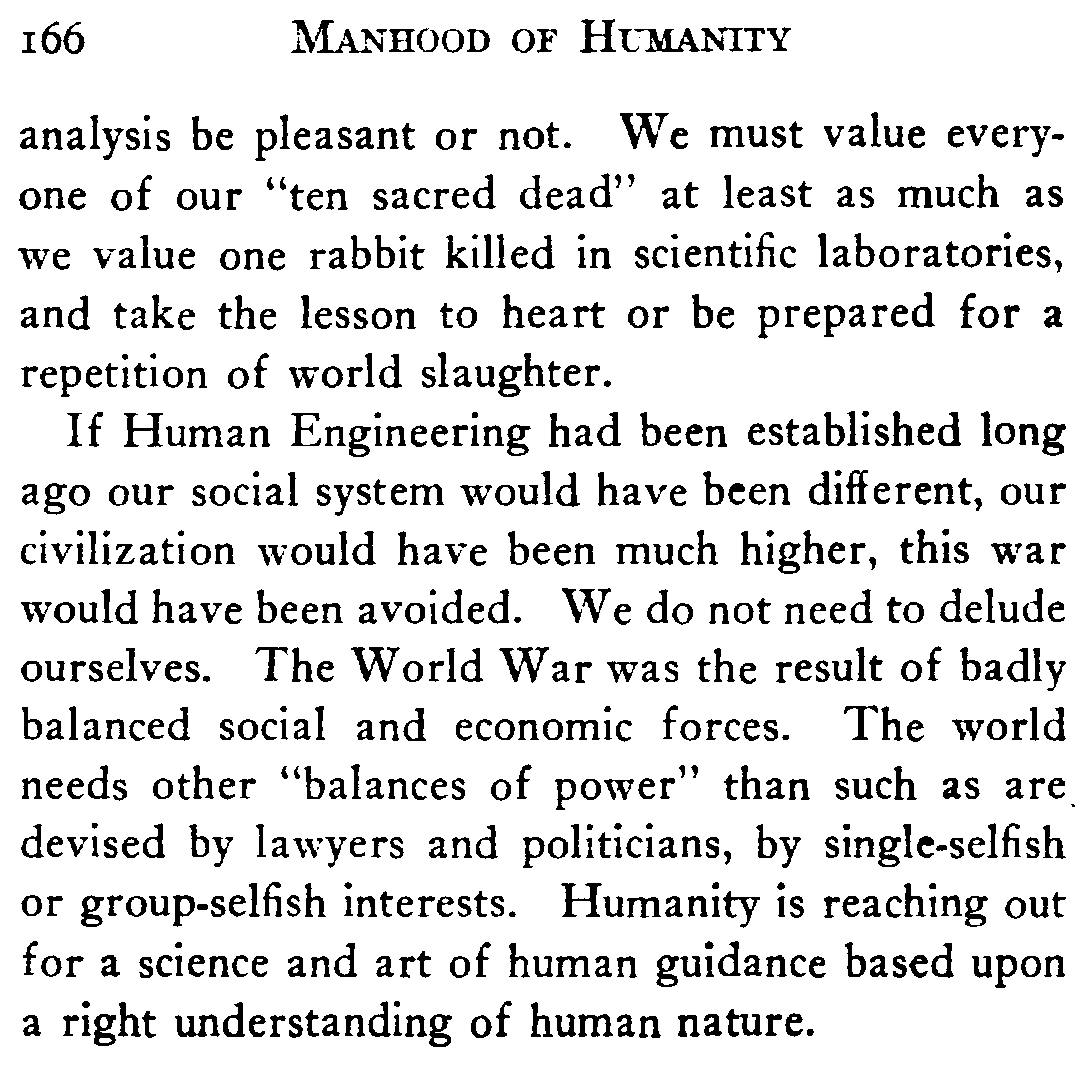 166 MANHOOD OF HUMANITY
analysis be pleasant or not. We must value every-
one of our “ten sacred dead” at least as much as
we value one rabbit killed in scientific laboratories,
and take the lesson to heart or be prepared for a
repetition of world slaughter.
If Human Engineering had been established long
ago our social system would have been different, our
civilization would have been much higher, this war
would have been avoided. We do not need to delude
ourselves. The World War was the result of badly
balanced social and economic forces. The world
needs other “balances of power” than such as are
devised by lawyers and politicians, by single-selfish
or group-selfish interests. Humanity is reaching out
for a science and art of human guidance based upon
a right understanding of human nature.